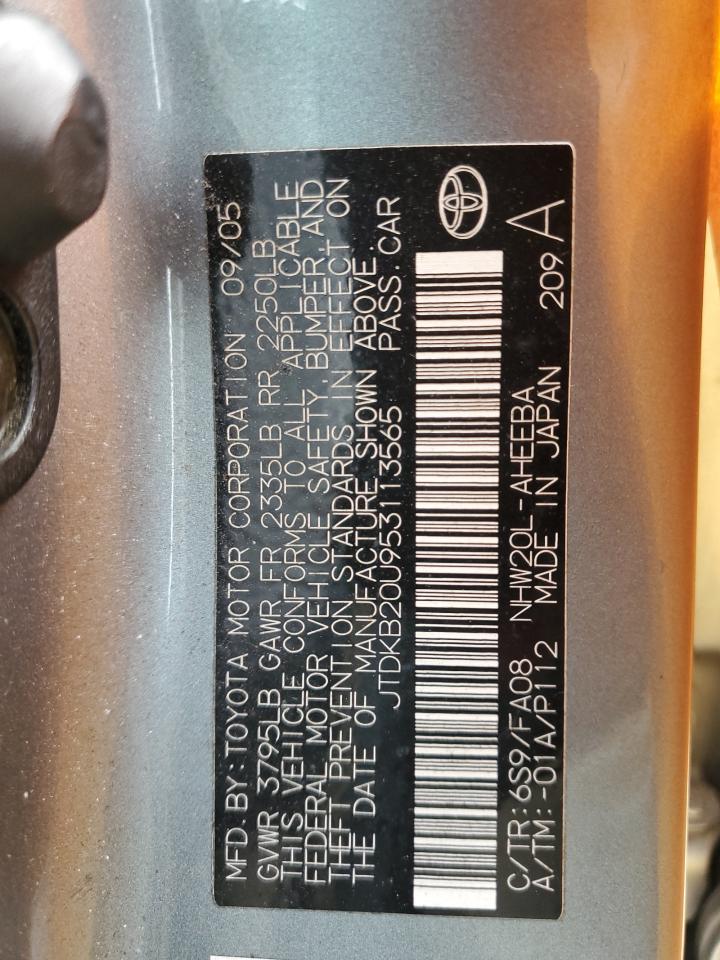 MFD. BY: TOYOTA MOTOR CORPORATION 09/05
GVWR 3795LB GAWR FR 2335LB RR 2250LB
THIS VEHICLE CONFORMS TO ALL APPLICABLE
FEDERAL MOTOR VEHICLE SAFETY, BUMPER, AND
THEFT PREVENTION STANDARDS IN EFFECT ON
THE DATE OF MANUFACTURE SHOWN ABOVE.
JTDKB20U953113565 PASS. CAR
C/TR: 6S9/FA08 NHW20L-AHEEBA
A/TM: -01A/P112 MADE IN JAPAN 209 A